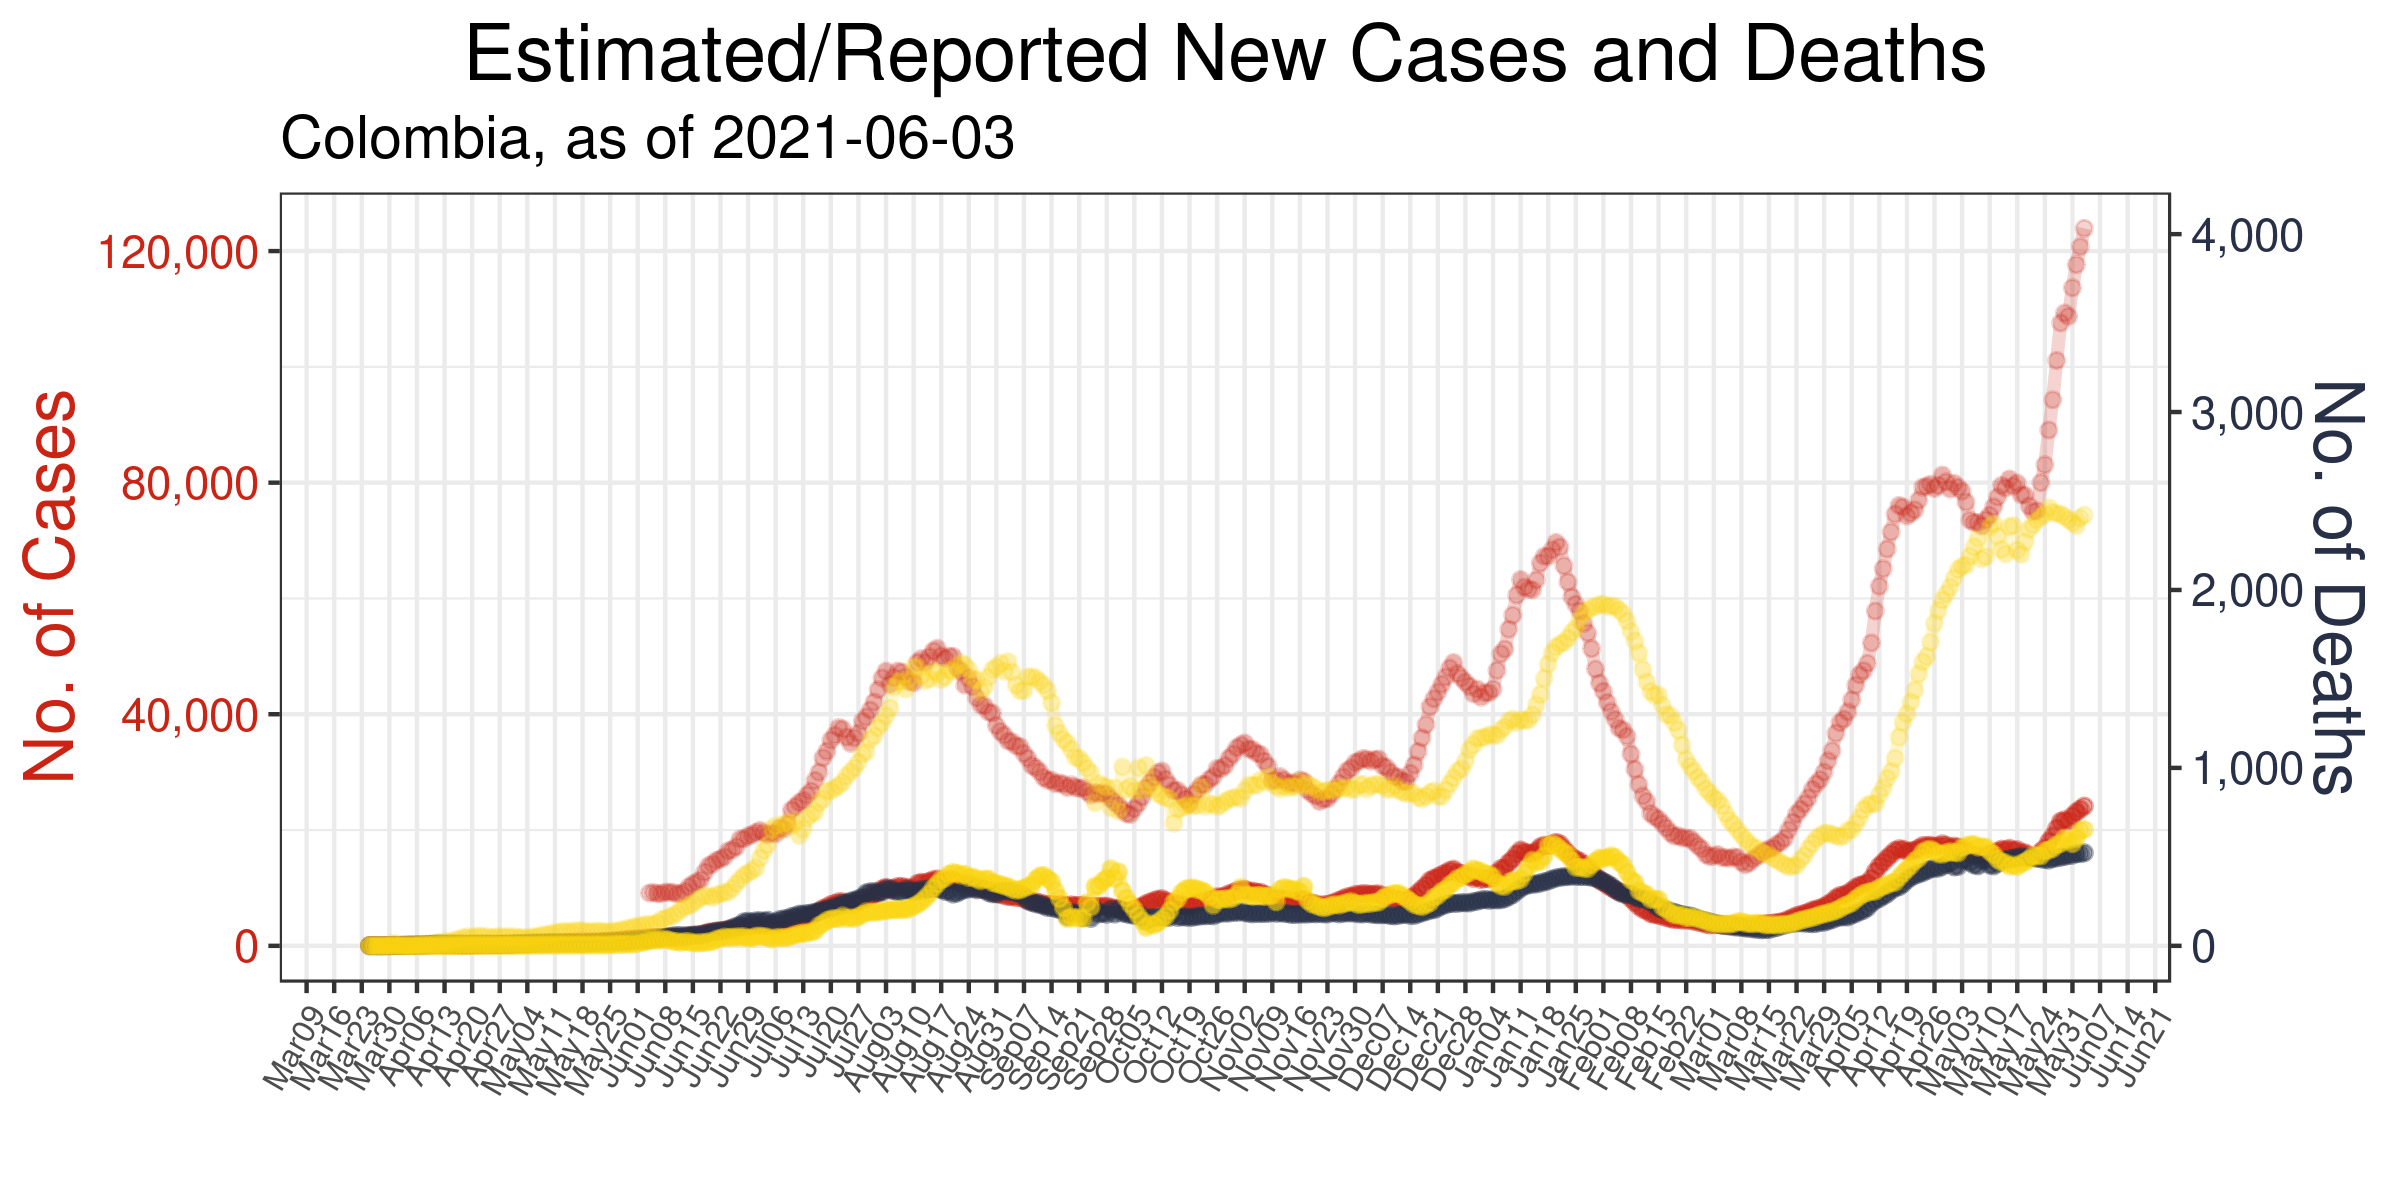 Estimated/Reported New Cases and Deaths
Colombia, as of 2021-06-03
No. of Cases
120,000
80,000
40,000
0
4,000
3,000
2,000
1,000
0
No. of Deaths
Mar09
Mar16
Mar23
Mar30
Apr06
Apr13
Apr20
Apr27
May04
May11
May18
May25
Jun01
Jun08
Jun15
Jun22
Jun29
Jul06
Jul13
Jul20
Jul27
Aug03
Aug10
Aug17
Aug24
Aug31
Sep07
Sep14
Sep21
Sep28
Oct05
Oct12
Oct19
Oct26
Nov02
Nov09
Nov16
Nov23
Nov30
Dec07
Dec14
Dec21
Dec28
Jan04
Jan11
Jan18
Jan25
Feb01
Feb08
Feb15
Feb22
Mar01
Mar08
Mar15
Mar22
Mar29
Apr05
Apr12
Apr19
Apr26
May03
May10
May17
May24
May31
Jun07
Jun14
Jun21